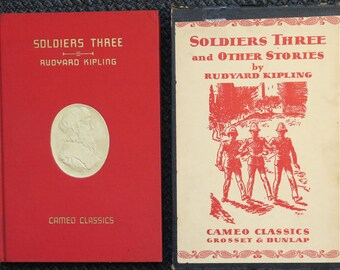 SOLDIERS THREE
RUDYARD KIPLING
CAMEO CLASSICS
SOLDIERS THREE
and OTHER STORIES
by
RUDYARD KIPLING
CAMEO CLASSICS
GROSSET & DUNLAP